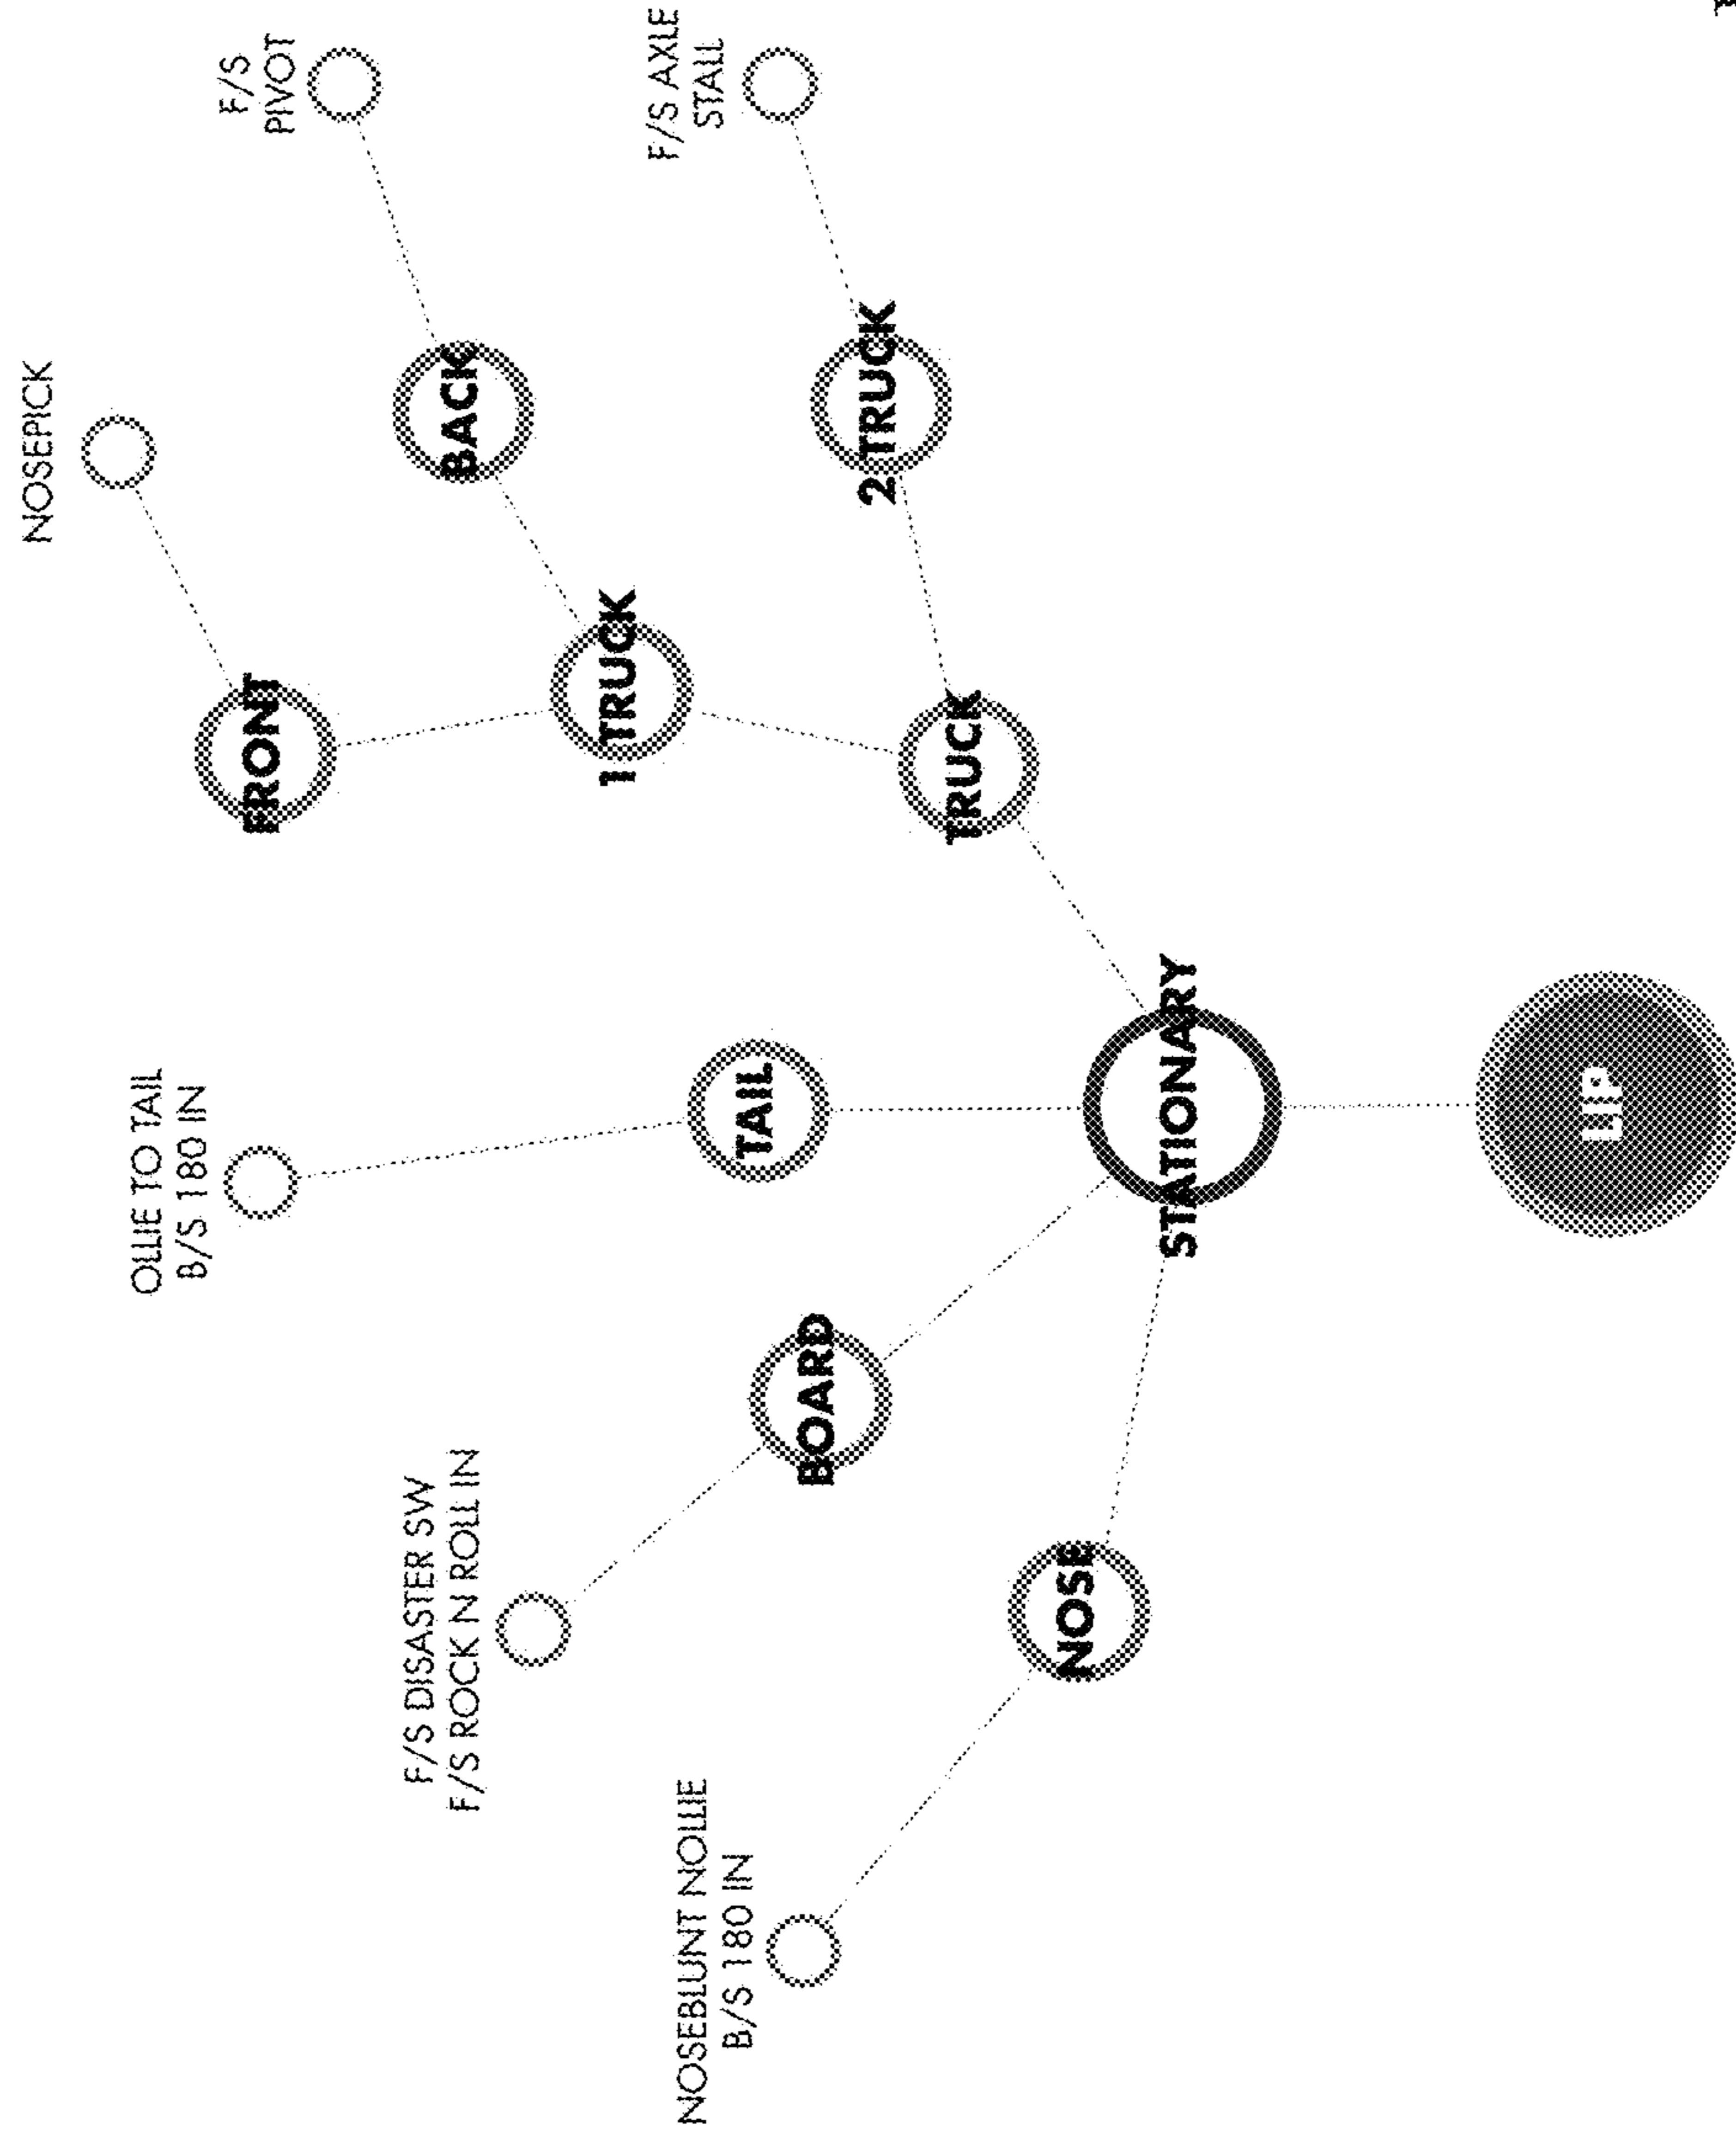 NOSEPICK
F/S
PIVOT
F/S AXLE
STALL
FRONT
BACK
1 TRUCK
2 TRUCK
TRUCK
OLLIE TO TAIL
B/S 180 IN
TAIL
F/S DISASTER SW
F/S ROCK N ROLL IN
BOARD
NOSEBLUNT NOLLIE
B/S 180 IN
NOSE
STATIONARY
LIP